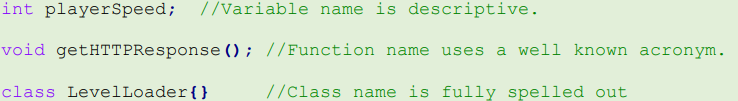 int playerSpeed;  //Variable name is descriptive.
void getHTTPResponse(); //Function name uses a well known acronym.
class LevelLoader{}     //Class name is fully spelled out